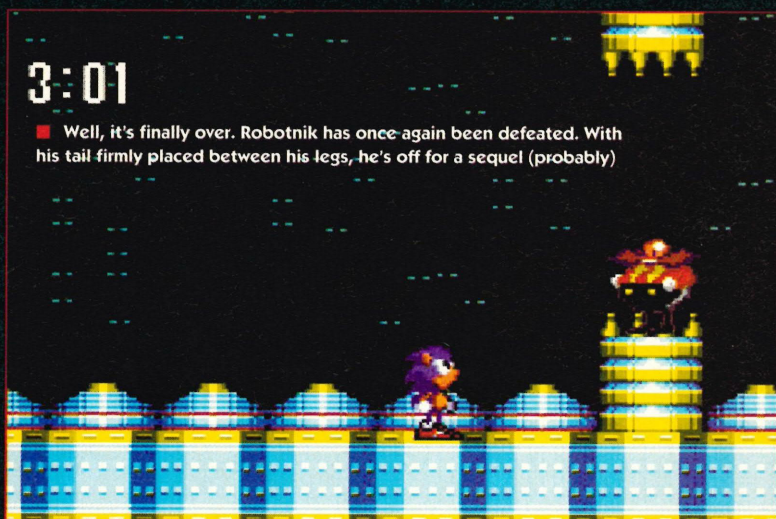 3:01
Well, it's finally over. Robotnik has once again been defeated. With
his tail firmly placed between his legs, he's off for a sequel (probably)